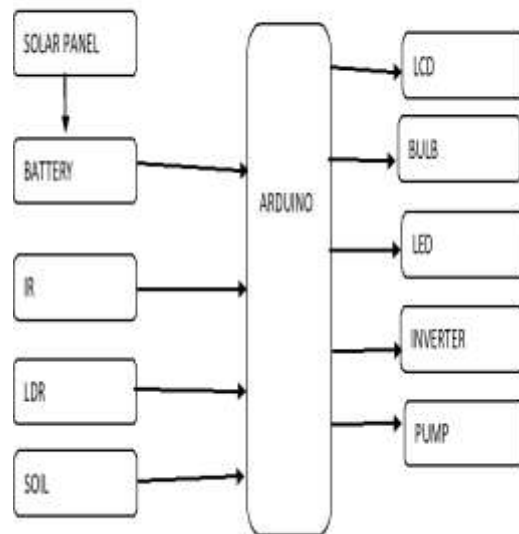 SOLAR PANEL
BATTERY
IR
LDR
SOIL
ARDUINO
LCD
BULB
LED
INVERTER
PUMP